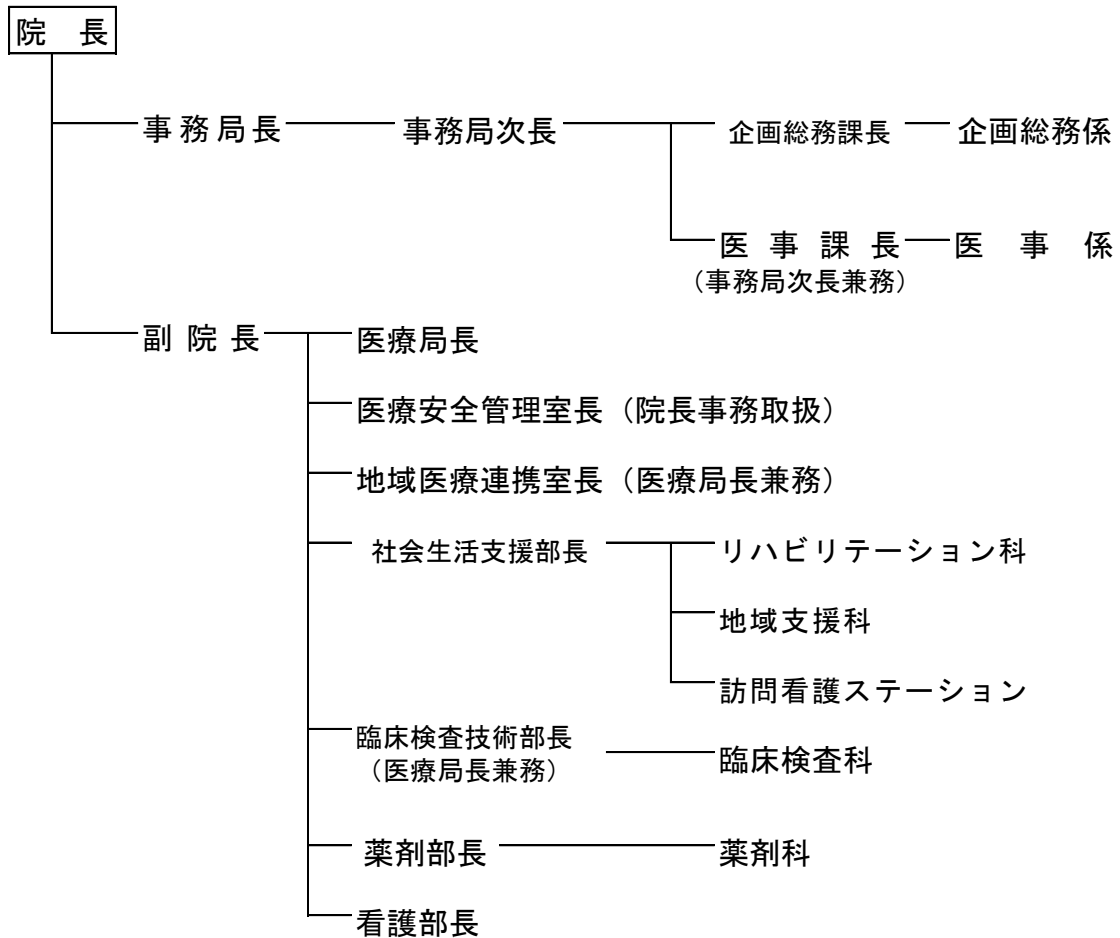 院 長
事務局長 事務局次長 企画総務課長 企画総務係
医事課長 医事係
（事務局次長兼務）
副院長 医療局長
医療安全管理室長（院長事務取扱）
地域医療連携室長（医療局長兼務）
社会生活支援部長 リハビリテーション科
地域支援科
訪問看護ステーション
臨床検査技術部長 臨床検査科
（医療局長兼務）
薬剤部長 薬剤科
看護部長